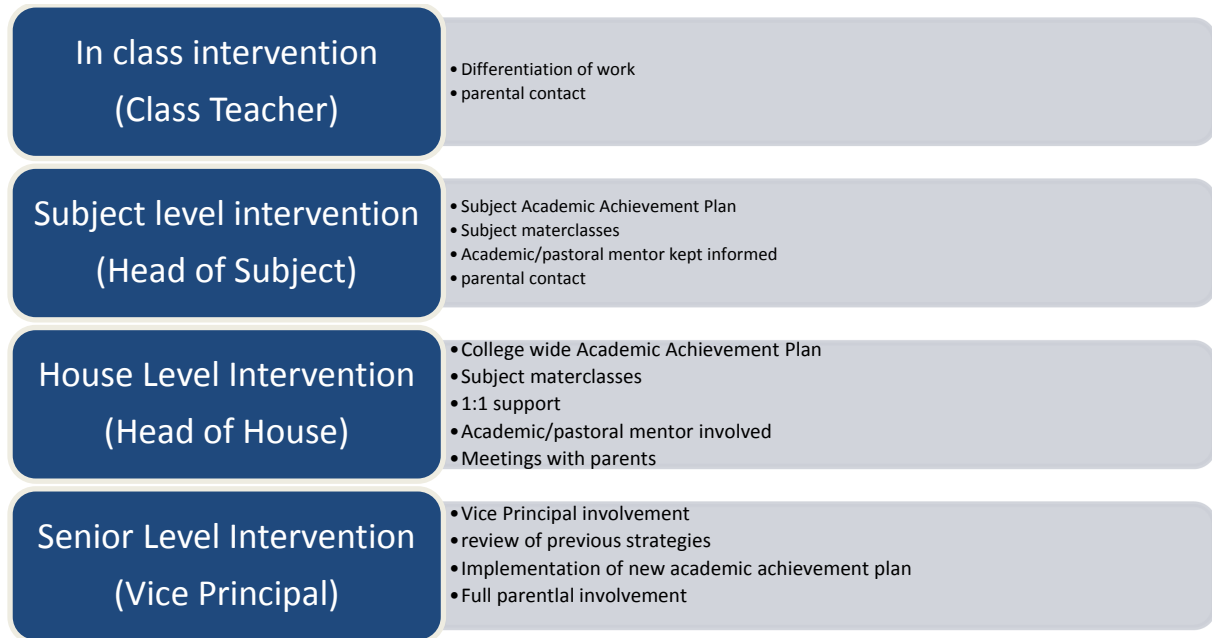 In class intervention
(Class Teacher)
• Differentiation of work
• parental contact
Subject level intervention
(Head of Subject)
• Subject Academic Achievement Plan
• Subject materclasses
• Academic/pastoral mentor kept informed
• parental contact
House Level Intervention
(Head of House)
• College wide Academic Achievement Plan
• Subject materclasses
• 1:1 support
• Academic/pastoral mentor involved
• Meetings with parents
Senior Level Intervention
(Vice Principal)
• Vice Principal involvement
• review of previous strategies
• Implementation of new academic achievement plan
• Full parentlal involvement